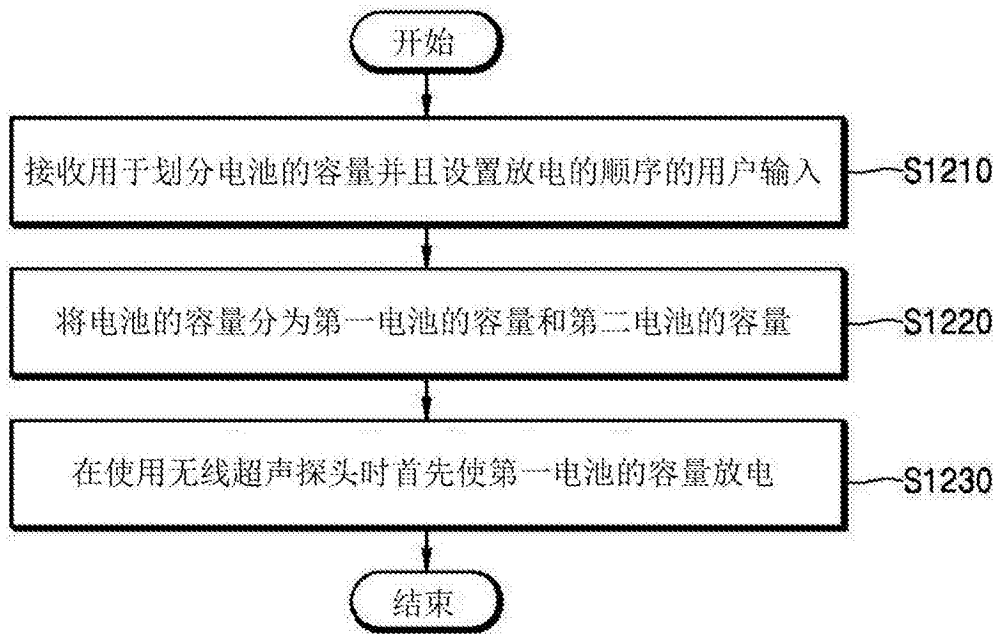 开始
接收用于划分电池的容量并且设置放电的顺序的用户输入
S1210
将电池的容量分为第一电池的容量和第二电池的容量
S1220
在使用无线超声探头时首先使第一电池的容量放电
S1230
结束